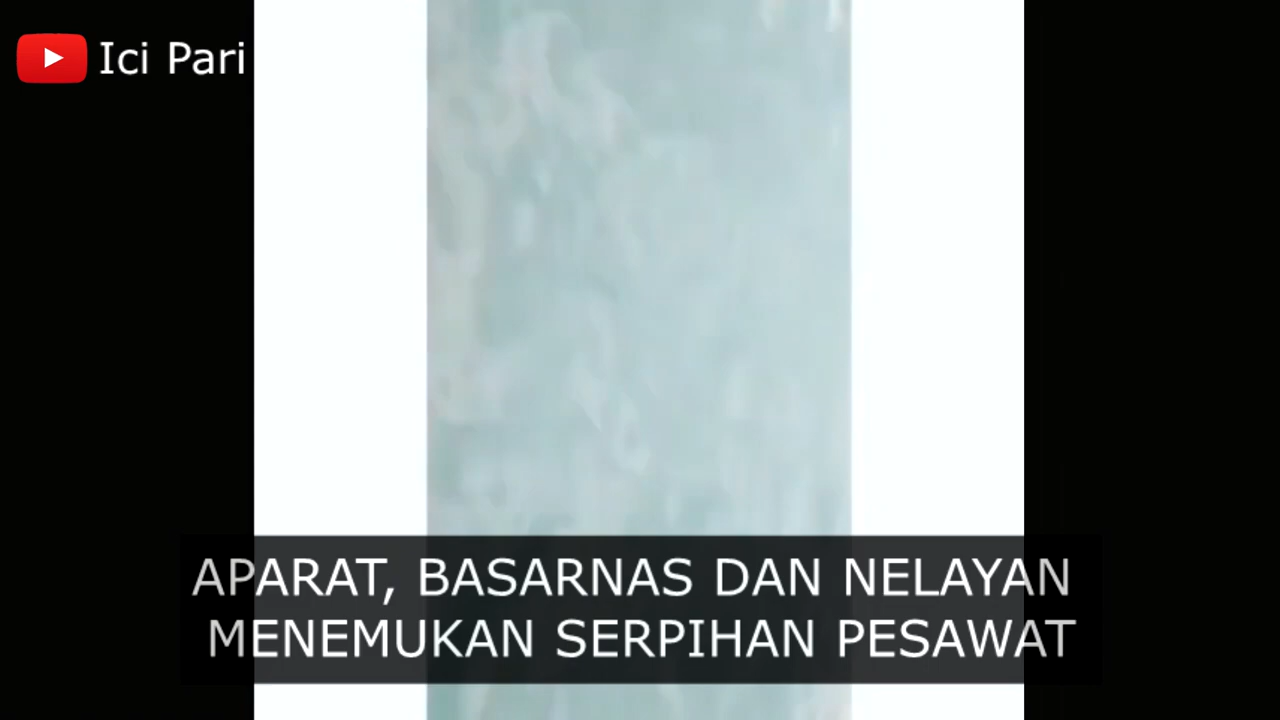 Ici Pari
APARAT, BASARNAS DAN NELAYAN
MENEMUKAN SERPIHAN PESAWAT